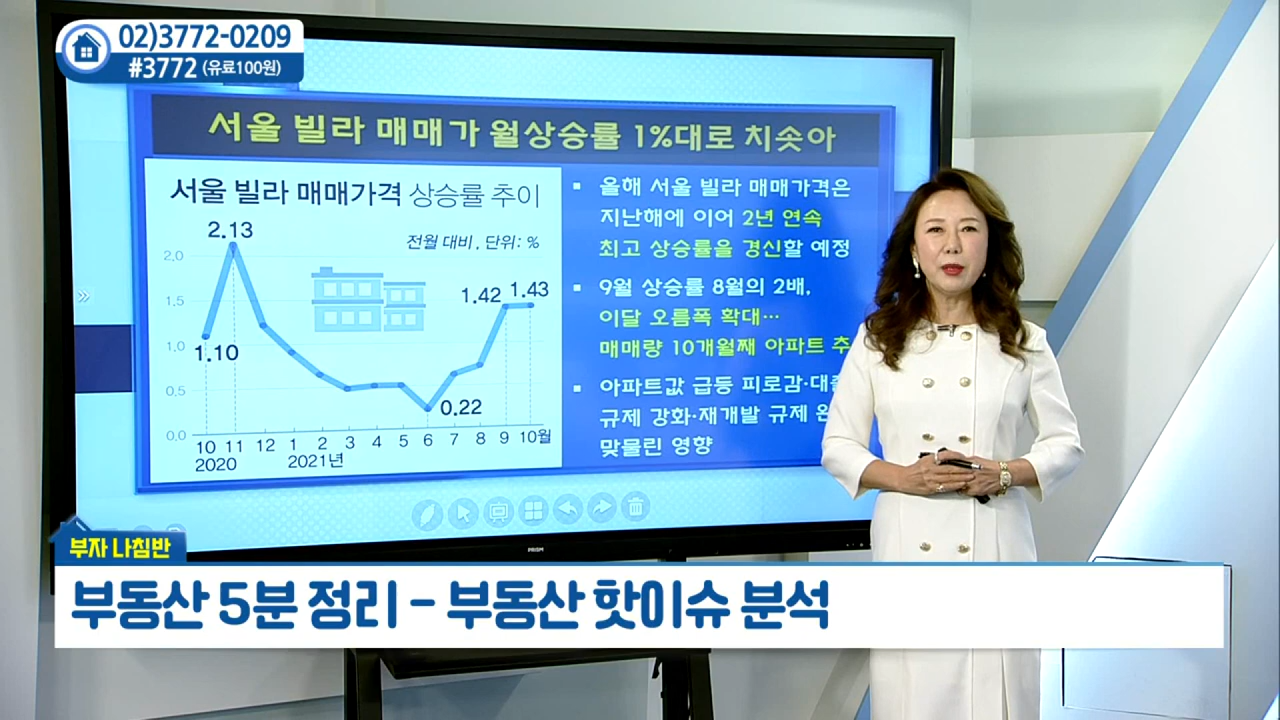 02)3772-0209
#3772 (유료100원)
서울 빌라 매매가 월상승률 1%대로 치솟아
서울 빌라 매매가격 상승률 추이
전월 대비, 단위: %
2.13
2.0
1.5
1.42 1.43
1.0
1.10
0.5
0.22
0.0
10 11 12 1 2 3 4 5 6 7 8 9 10월
2020 2021년
▪ 올해 서울 빌라 매매가격은
지난해에 이어 2년 연속
최고 상승률을 경신할 예정
▪ 9월 상승률 8월의 2배,
이달 오름폭 확대…
매매량 10개월째 아파트 추
▪ 아파트값 급등 피로감·대출
규제 강화·재개발 규제 완
맞물린 영향
PRISM
부자 나침반
부동산 5분 정리 - 부동산 핫이슈 분석